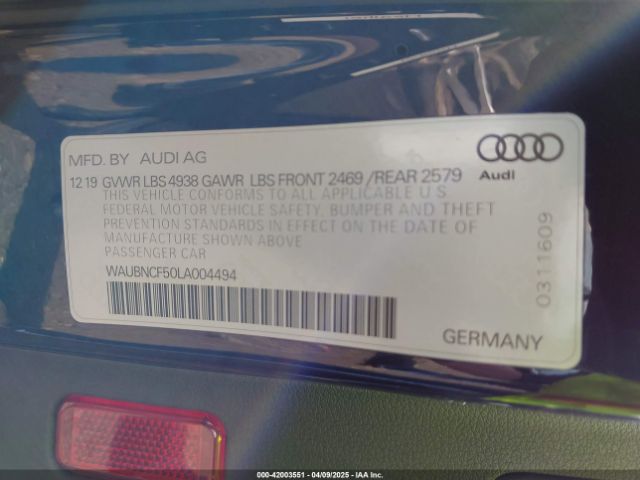 MFD. BY AUDI AG
Audi
12 19 GVWR LBS 4938 GAWR LBS FRONT 2469 /REAR 2579
THIS VEHICLE CONFORMS TO ALL APPLICABLE U S
FEDERAL MOTOR VEHICLE SAFETY, BUMPER AND THEFT
PREVENTION STANDARDS IN EFFECT ON THE DATE OF
MANUFACTURE SHOWN ABOVE
PASSENGER CAR
WAUBNCF50LA004494
0311609
GERMANY
000-42003551 | 04/09/2025 | IAAI, Inc.